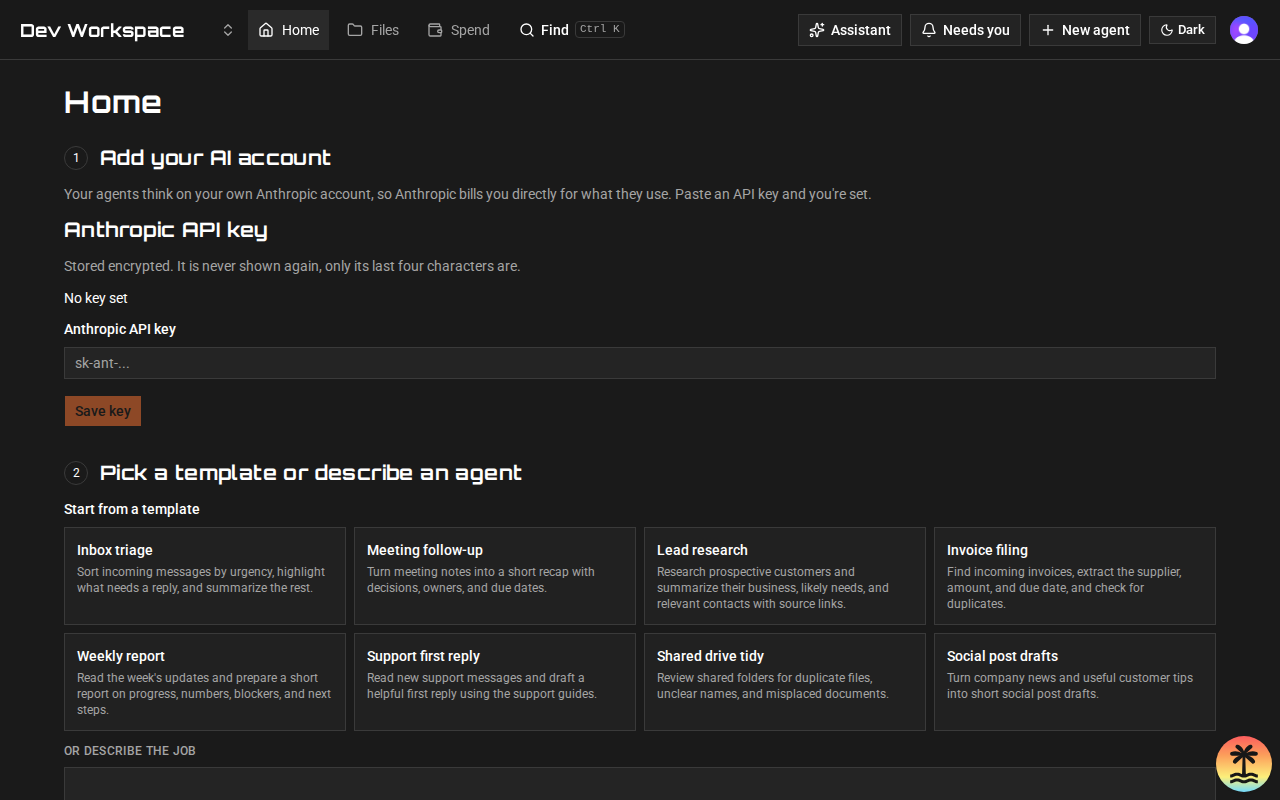 Dev Workspace
Home
Files
Spend
Find
Ctrl K
Assistant
Needs you
New agent
Dark
Home
1
Add your AI account
Your agents think on your own Anthropic account, so Anthropic bills you directly for what they use. Paste an API key and you're set.
Anthropic API key
Stored encrypted. It is never shown again, only its last four characters are.
No key set
Anthropic API key
sk-ant-...
Save key
2
Pick a template or describe an agent
Start from a template
Inbox triage
Sort incoming messages by urgency, highlight
what needs a reply, and summarize the rest.
Meeting follow-up
Turn meeting notes into a short recap with
decisions, owners, and due dates.
Lead research
Research prospective customers and
summarize their business, likely needs, and
relevant contacts with source links.
Invoice filing
Find incoming invoices, extract the supplier,
amount, and due date, and check for
duplicates.
Weekly report
Read the week's updates and prepare a short
report on progress, numbers, blockers, and next
steps.
Support first reply
Read new support messages and draft a
helpful first reply using the support guides.
Shared drive tidy
Review shared folders for duplicate files,
unclear names, and misplaced documents.
Social post drafts
Turn company news and useful customer tips
into short social post drafts.
OR DESCRIBE THE JOB